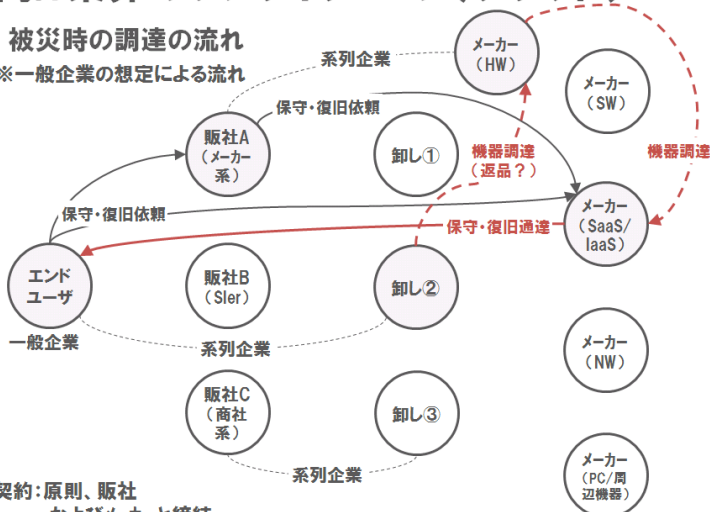 被災時の調達の流れ
※一般企業の想定による流れ
メーカー
（HW）
系列企業
メーカー
（SW）
保守・復旧依頼
販社A
（メーカー
系）
卸し①
機器調達
（返品？）
機器調達
保守・復旧依頼
メーカー
（SaaS/
IaaS）
保守・復旧通達
エンド
ユーザ
販社B
（SIer）
卸し②
一般企業
系列企業
メーカー
（NW）
販社C
（商社
系）
卸し③
系列企業
メーカー
（PC/周
辺機器）
契約：原則、販社